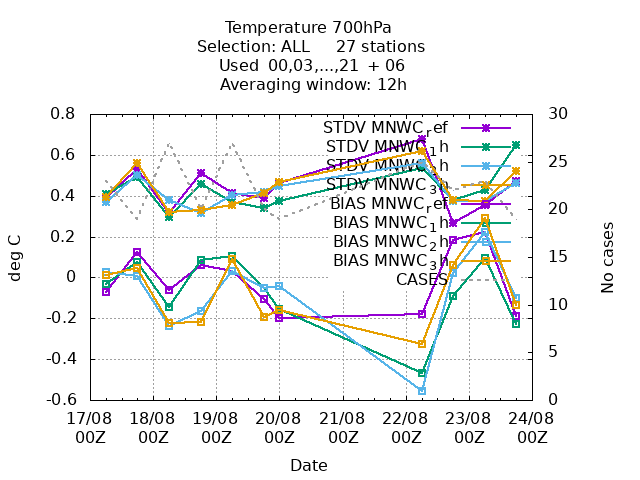 Temperature 700hPa
Selection: ALL 27 stations
Used 00,03,...,21 + 06
Averaging window: 12h
0.8
0.6
0.4
0.2
0
-0.2
-0.4
-0.6
deg C
30
25
20
15
10
5
0
No cases
STDV MNWC_ref
STDV MNWC_1h
STDV MNWC_2h
STDV MNWC_3h
BIAS MNWC_ref
BIAS MNWC_1h
BIAS MNWC_2h
BIAS MNWC_3h
CASES
17/08 18/08 19/08 20/08 21/08 22/08 23/08 24/08
00Z 00Z 00Z 00Z 00Z 00Z 00Z 00Z
Date